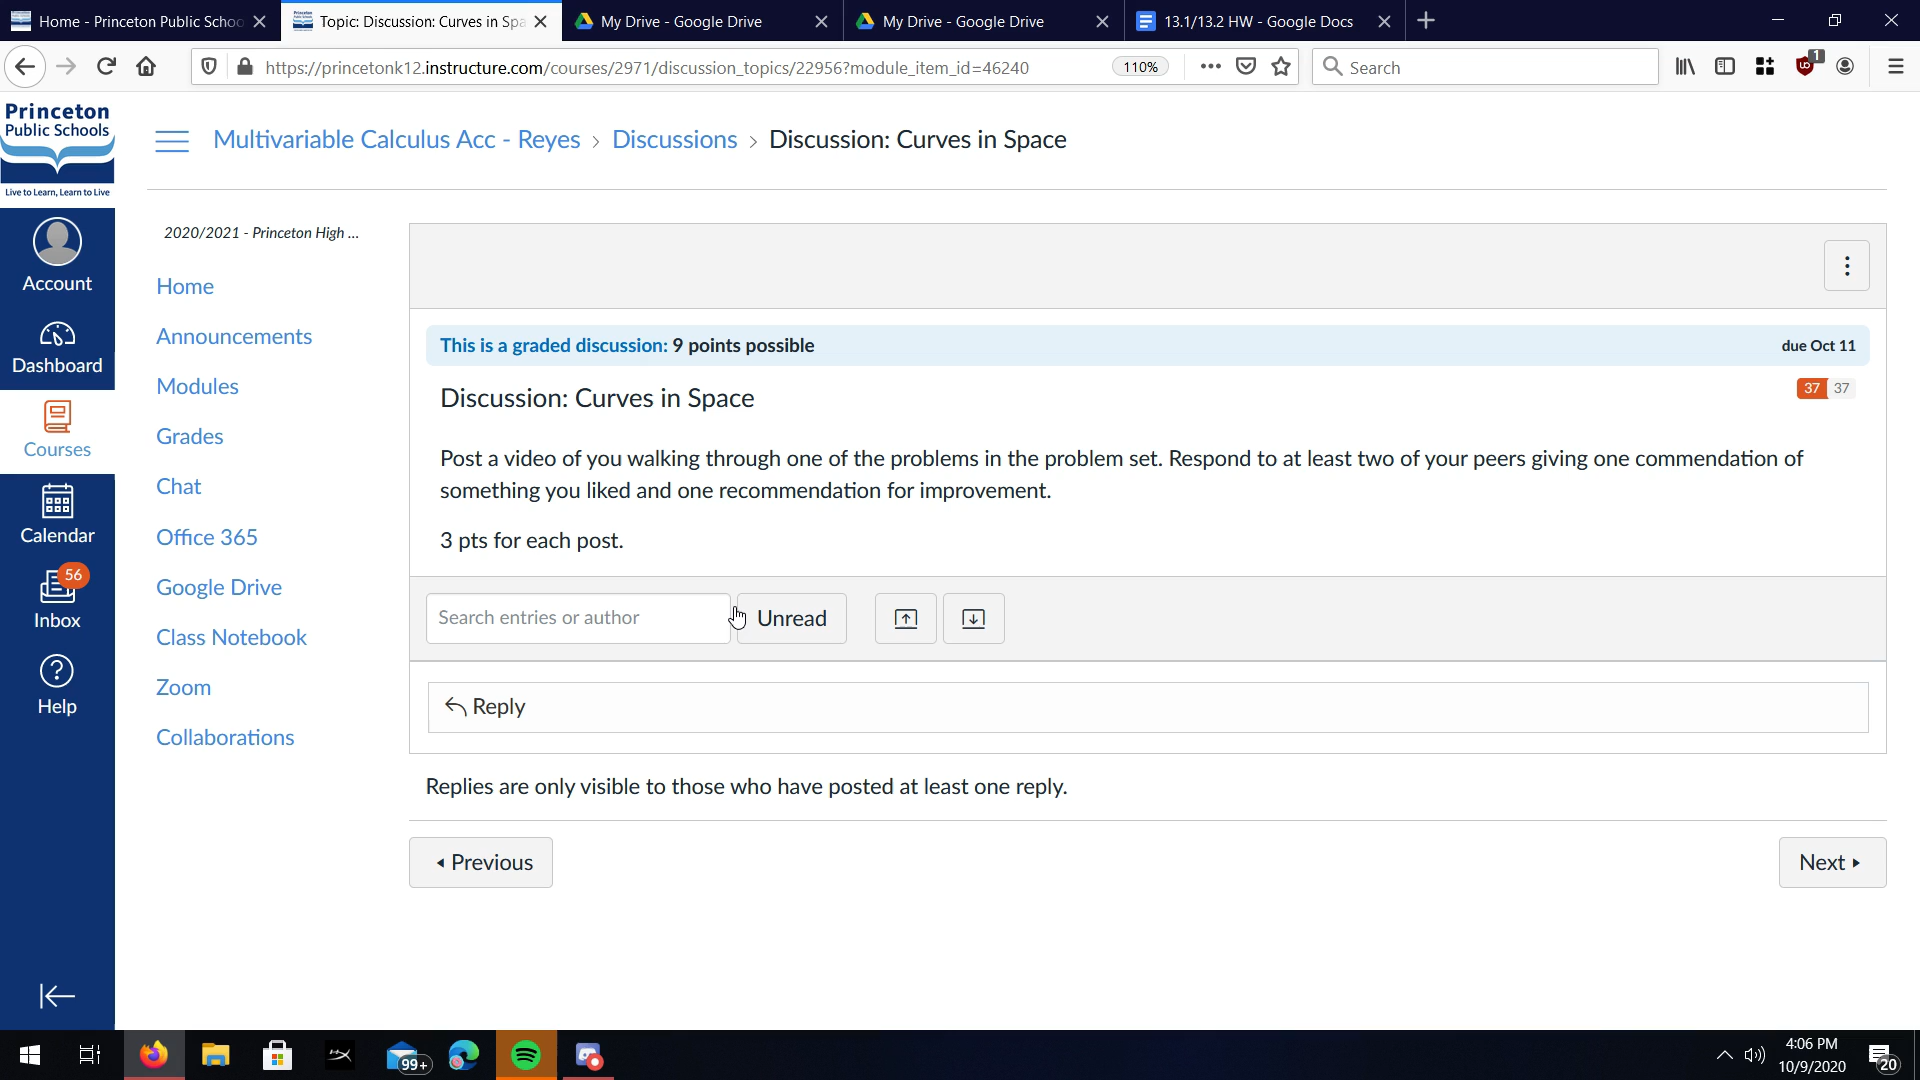 Home - Princeton Public Schoo
Topic: Discussion: Curves in Spa
My Drive - Google Drive
My Drive - Google Drive
13.1/13.2 HW - Google Docs
https://princetonk12.instructure.com/courses/2971/discussion_topics/22956?module_item_id=46240
110%
Search
1
Princeton
Public Schools
Live to Learn, Learn to Live
Multivariable Calculus Acc - Reyes > Discussions > Discussion: Curves in Space
Account
Dashboard
Courses
Calendar
56
Inbox
Help
2020/2021 - Princeton High ...
Home
Announcements
Modules
Grades
Chat
Office 365
Google Drive
Class Notebook
Zoom
Collaborations
This is a graded discussion: 9 points possible
due Oct 11
Discussion: Curves in Space
37 37
Post a video of you walking through one of the problems in the problem set. Respond to at least two of your peers giving one commendation of
something you liked and one recommendation for improvement.
3 pts for each post.
Search entries or author
Unread
Reply
Replies are only visible to those who have posted at least one reply.
Previous
Next
99+
4:06 PM
10/9/2020
20